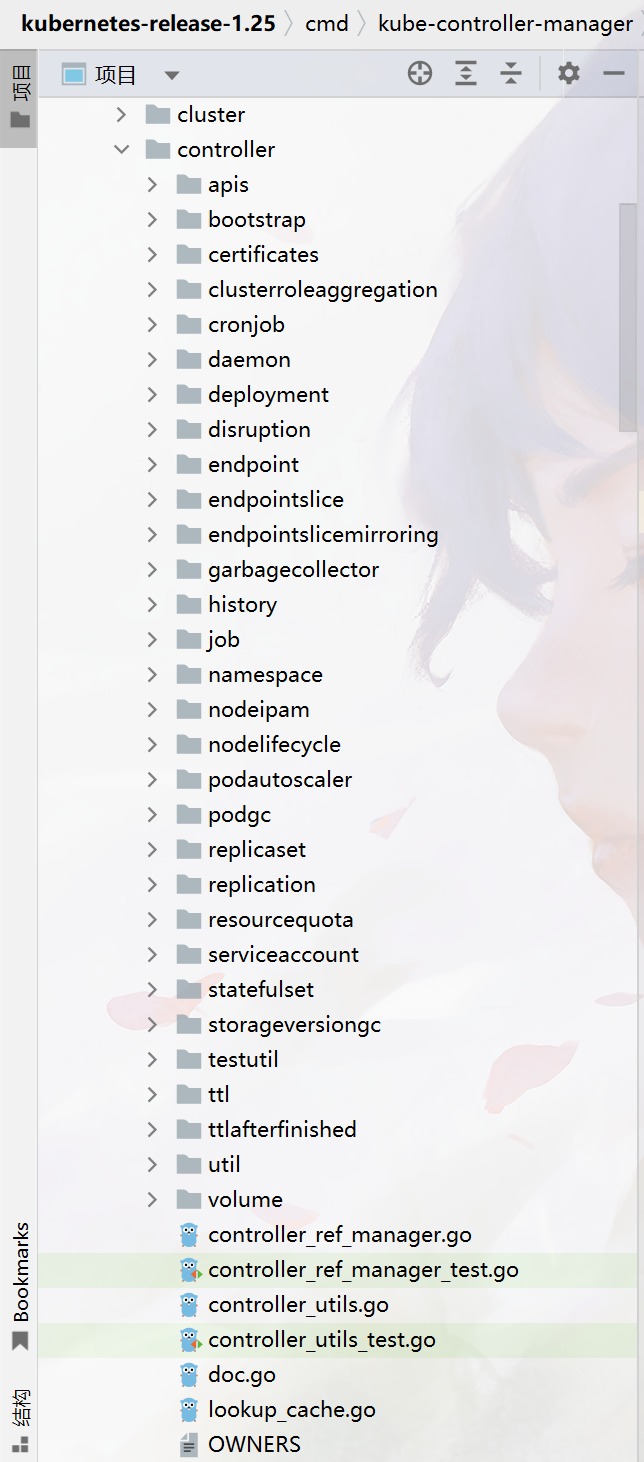 kubernetes-release-1.25 〉 cmd 〉 kube-controller-manager
项目
项目
cluster
controller
apis
bootstrap
certificates
clusterroleaggregation
cronjob
daemon
deployment
disruption
endpoint
endpointslice
endpointslicemirroring
garbagecollector
history
job
namespace
nodeipam
nodelifecycle
podautoscaler
podgc
replicaset
replication
resourcequota
serviceaccount
statefulset
storageversiongc
testutil
ttl
ttlafterfinished
util
volume
controller_ref_manager.go
controller_ref_manager_test.go
controller_utils.go
controller_utils_test.go
doc.go
lookup_cache.go
OWNERS
Bookmarks
结构